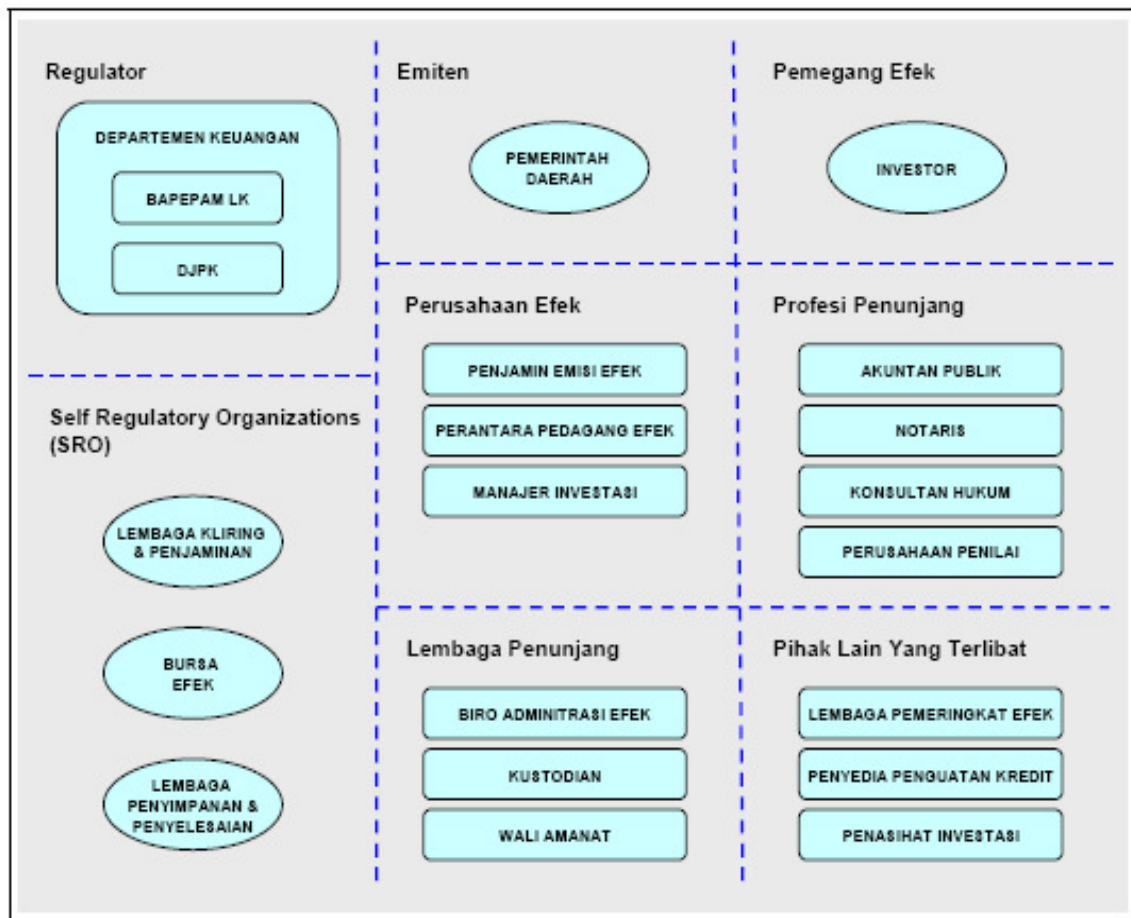 Regulator
DEPARTEMEN KEUANGAN
BAPEPAM LK
DJPK
Self Regulatory Organizations
(SRO)
LEMBAGA KLIRING
& PENJAMINAN
BURSA
EFEK
LEMBAGA
PENYIMPANAN &
PENYELESAIAN
Emiten
PEMERINTAH
DAERAH
Pemegang Efek
INVESTOR
Perusahaan Efek
PENJAMIN EMISI EFEK
PERANTARA PEDAGANG EFEK
MANAJER INVESTASI
Profesi Penunjang
AKUNTAN PUBLIK
NOTARIS
KONSULTAN HUKUM
PERUSAHAAN PENILAI
Lembaga Penunjang
BIRO ADMINITRASI EFEK
KUSTODIAN
WALI AMANAT
Pihak Lain Yang Terlibat
LEMBAGA PEMERINGKAT EFEK
PENYEDIA PENGUATAN KREDIT
PENASIHAT INVESTASI